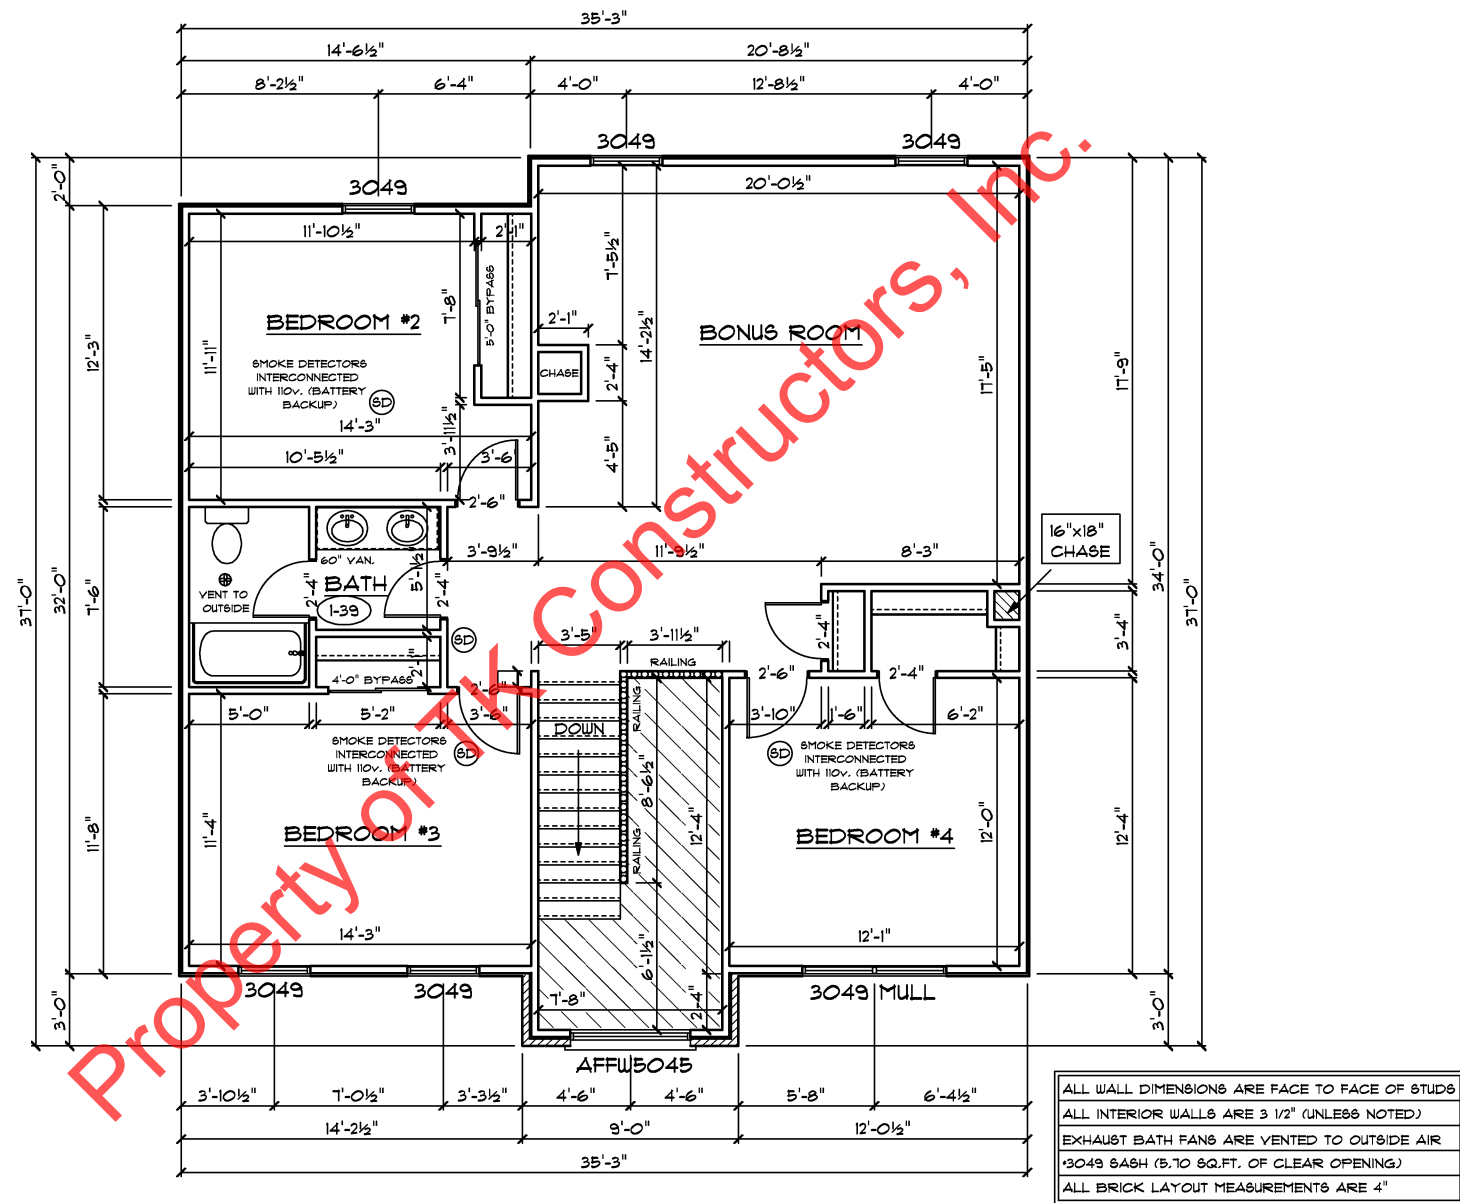 35'-3"
14'-6½" 20'-8½"
8'-2½" 6'-4" 4'-0" 12'-8½" 4'-0"
3049 3049
3049
2'-0"
20'-0½"
11'-10½" 2'-1"
7'-5½"
7'-8"
5'-0" BYPASS
BEDROOM #2
BONUS ROOM
2'-1"
14'-2½"
12'-3"
11'-11"
SMOKE DETECTORS
INTERCONNECTED
WITH 110v. (BATTERY
BACKUP)
SD
CHASE
2'-4"
17'-5"
17'-9"
14'-3"
3'-11½"
4'-5"
10'-5½" 3'-6"
2'-6"
16"x18"
CHASE
3'-9½" 11'-9½" 8'-3"
60" VAN.
5'-1½"
BATH
2'-4"
2'-4"
VENT TO
OUTSIDE
1-39
37'-0"
32'-0"
7'-6"
34'-0"
37'-0"
3'-4"
SD
3'-5" 3'-11½"
2'-4"
RAILING
2'-1"
4'-0" BYPASS
2'-6"
2'-6" 2'-4"
5'-0" 5'-2" 3'-6"
3'-10" 1'-6" 6'-2"
RAILING
DOWN
SMOKE DETECTORS
INTERCONNECTED
WITH 110v. (BATTERY
BACKUP)
SD
SD
SMOKE DETECTORS
INTERCONNECTED
WITH 110v. (BATTERY
BACKUP)
8'-6½"
11'-8"
11'-4"
BEDROOM #3
RAILING
12'-4"
BEDROOM #4
12'-0"
12'-4"
14'-3"
12'-1"
6'-1½"
3049 3049
7'-8"
2'-4"
3049 MULL
3'-0"
3'-0"
AFFW5045
3'-10½" 7'-0½" 3'-3½" 4'-6" 4'-6" 5'-8" 6'-4½"
14'-2½" 9'-0" 12'-0½"
35'-3"
ALL WALL DIMENSIONS ARE FACE TO FACE OF STUDS
ALL INTERIOR WALLS ARE 3 1/2" (UNLESS NOTED)
EXHAUST BATH FANS ARE VENTED TO OUTSIDE AIR
*3049 SASH (5.70 SQ.FT. OF CLEAR OPENING)
ALL BRICK LAYOUT MEASUREMENTS ARE 4"
Property of TK Constructors, Inc.